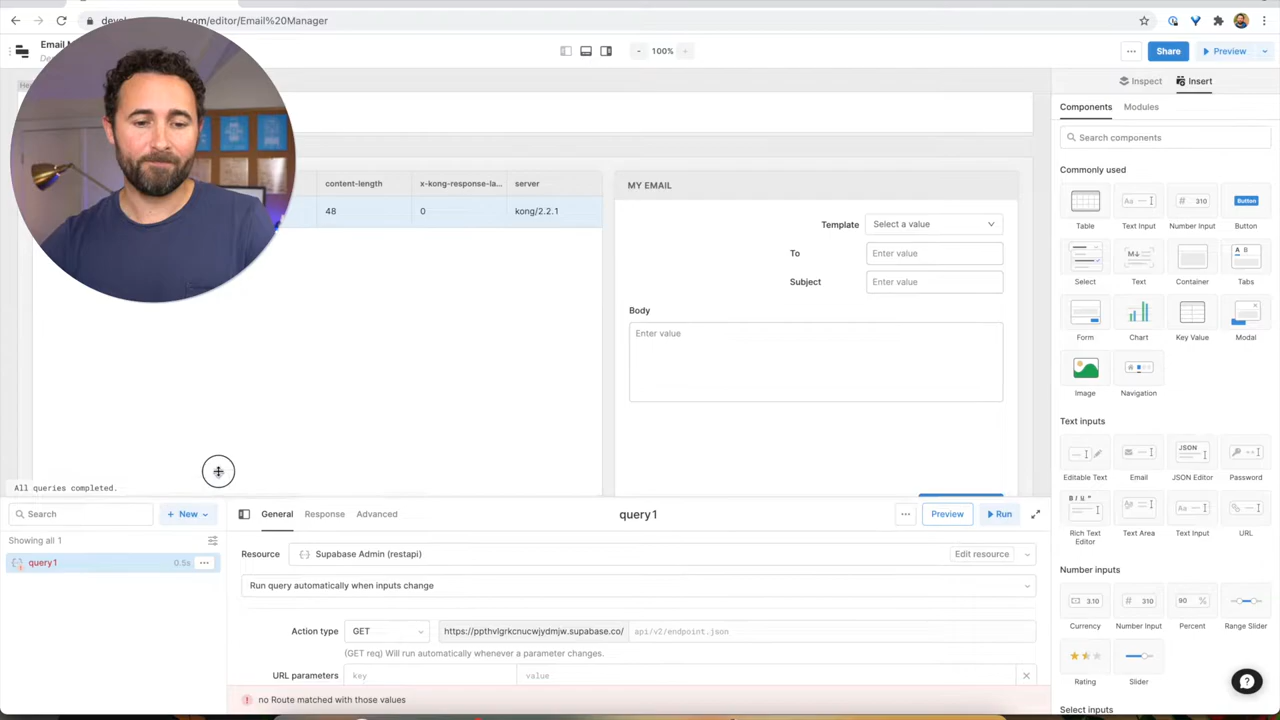 /editor/Email%20Manager
Email
100%
Share
Preview
Inspect
Insert
Components
Modules
Search components
Commonly used
Table
Text Input
Number Input
Button
Select
Text
Container
Tabs
Form
Chart
Key Value
Modal
Image
Navigation
Text inputs
Editable Text
Email
JSON Editor
Password
Rich Text Editor
Text Area
Text Input
URL
Number inputs
Currency
Number Input
Percent
Range Slider
Rating
Slider
Select inputs
content-length
x-kong-response-la...
server
48
0
kong/2.2.1
MY EMAIL
Template
Select a value
To
Enter value
Subject
Enter value
Body
Enter value
All queries completed.
Search
+ New
General
Response
Advanced
query1
Preview
Run
Showing all 1
query1
0.5s
Resource
Supabase Admin (restapi)
Edit resource
Run query automatically when inputs change
Action type
GET
https://ppthvlgrkcnucwjydmjw.supabase.co/
api/v2/endpoint.json
(GET req) Will run automatically whenever a parameter changes.
URL parameters
key
value
no Route matched with those values